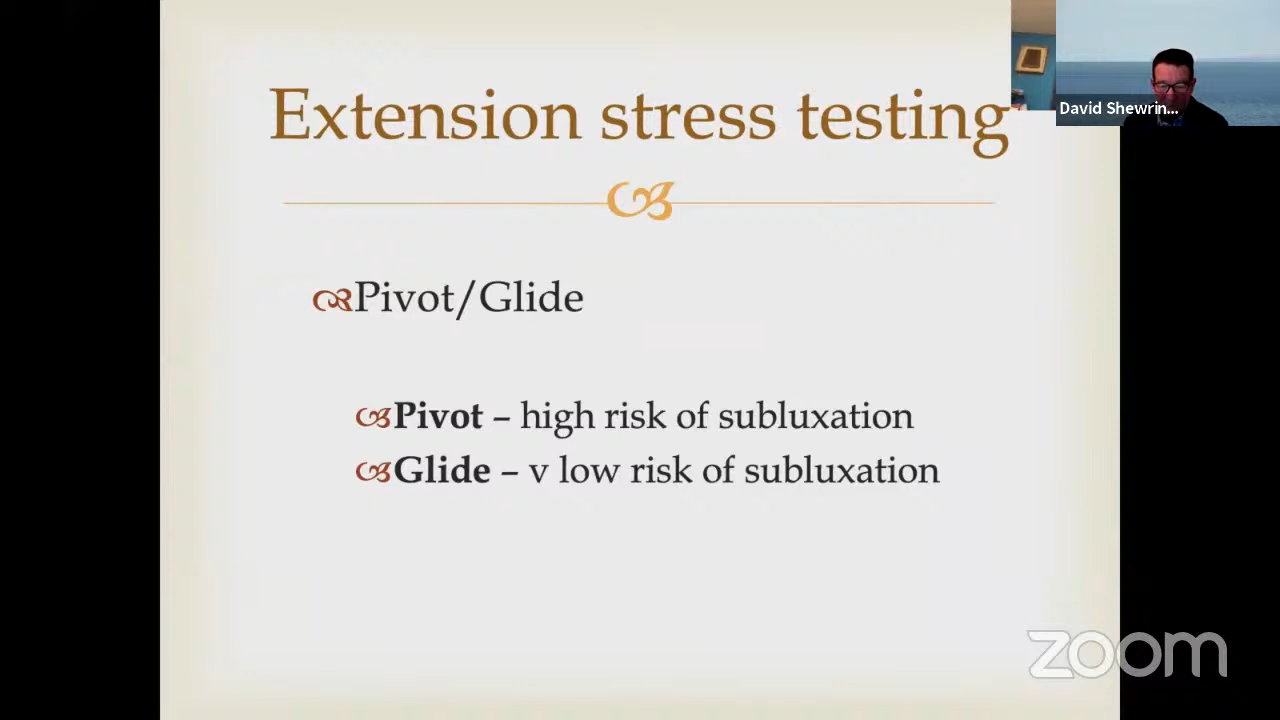 Extension stress testing
Pivot/Glide
Pivot – high risk of subluxation
Glide – v low risk of subluxation
David Shewrin...
zoom